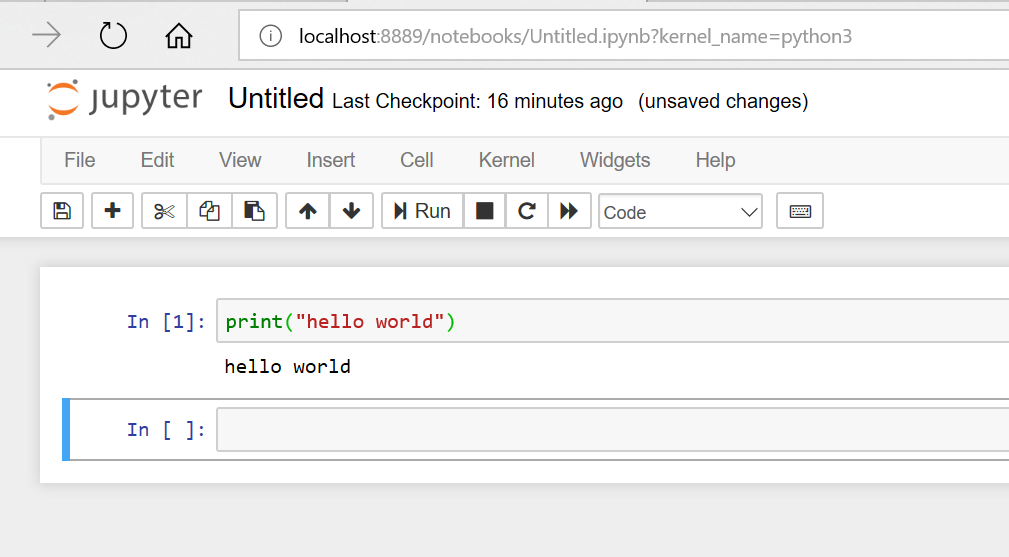 localhost:8889/notebooks/Untitled.ipynb?kernel_name=python3
jupyter Untitled Last Checkpoint: 16 minutes ago (unsaved changes)
File Edit View Insert Cell Kernel Widgets Help
Run Code
In [1]: print("hello world")
hello world
In [ ]: